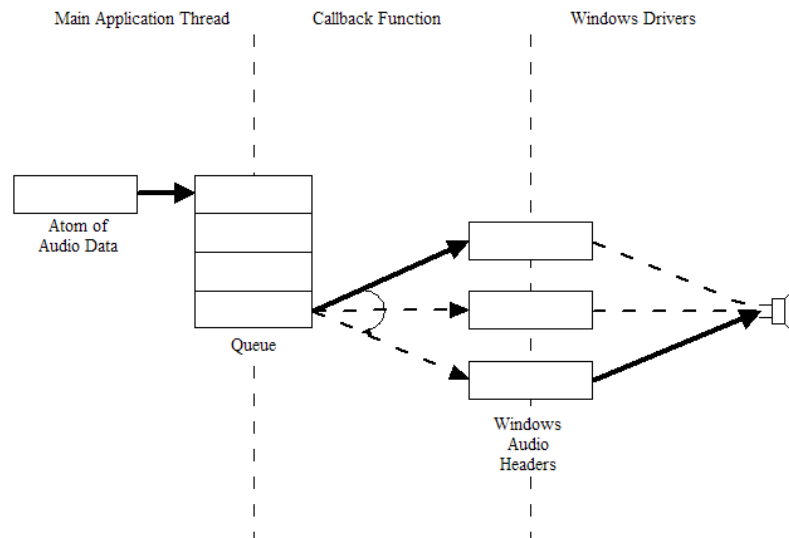 Main Application Thread
Callback Function
Windows Drivers
Atom of
Audio Data
Queue
Windows
Audio
Headers